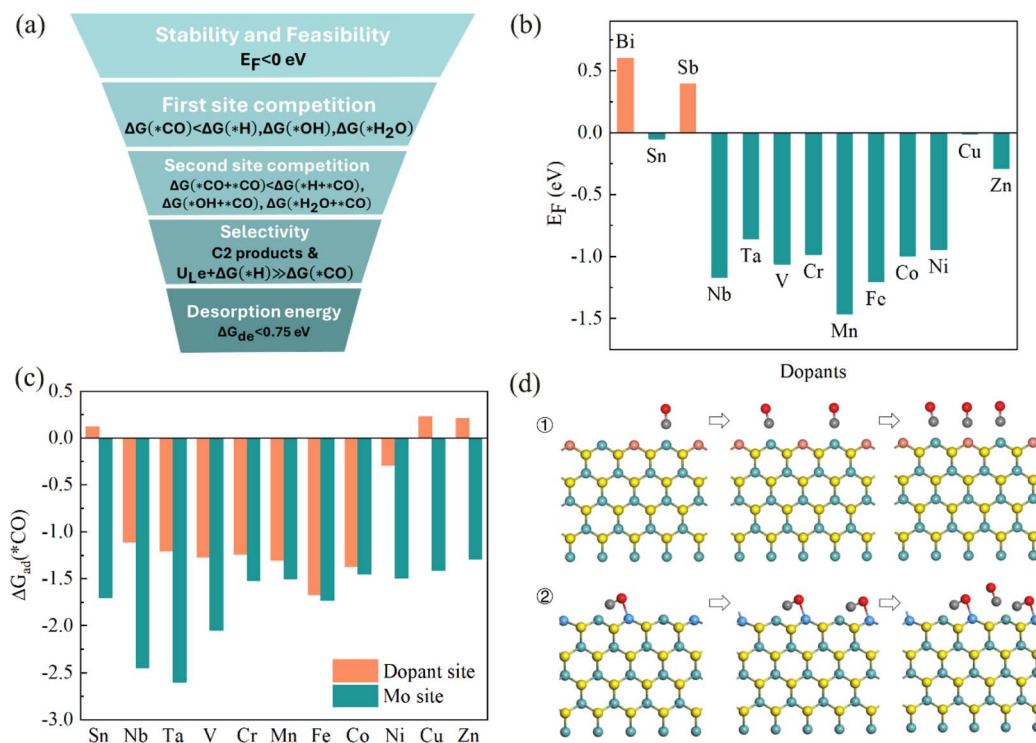 (a)
Stability and Feasibility
E_F<0 eV
First site competition
ΔG(*CO)<ΔG(*H),ΔG(*OH),ΔG(*H₂O)
Second site competition
ΔG(*CO+*CO)<ΔG(*H+*CO),
ΔG(*OH+*CO), ΔG(*H₂O+*CO)
Selectivity
C2 products &
U_L e+ΔG(*H)≫ΔG(*CO)
Desorption energy
ΔG_de<0.75 eV
(b)
E_F (eV)
0.5
0.0
-0.5
-1.0
-1.5
Bi
Sn
Sb
Nb
Ta
V
Cr
Mn
Fe
Co
Ni
Cu
Zn
Dopants
(c)
ΔG_ad(*CO)
0.5
0.0
-0.5
-1.0
-1.5
-2.0
-2.5
-3.0
Dopant site
Mo site
Sn Nb Ta V Cr Mn Fe Co Ni Cu Zn
(d)
①
②